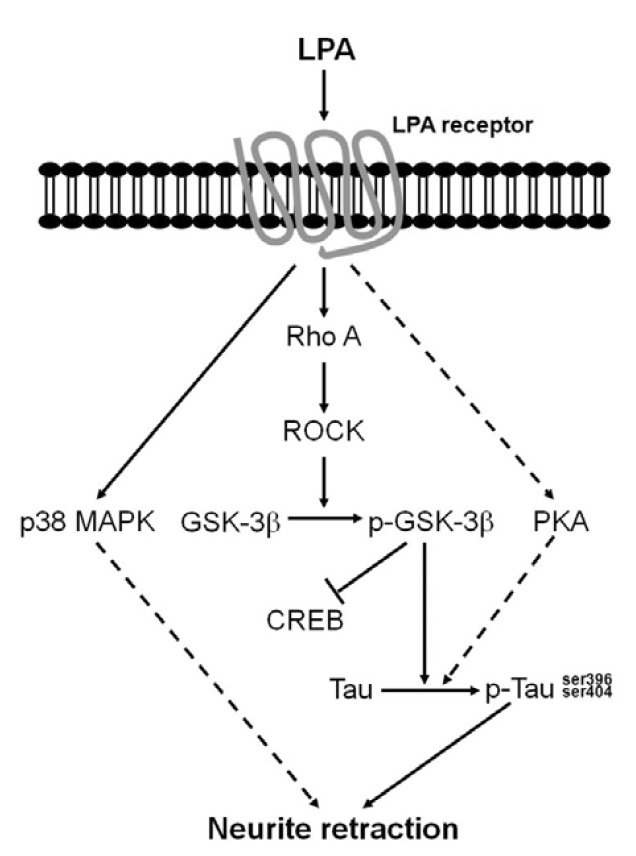 LPA
LPA receptor
Rho A
ROCK
p38 MAPK
GSK-3β
p-GSK-3β
PKA
CREB
Tau
p-Tau
ser396
ser404
Neurite retraction